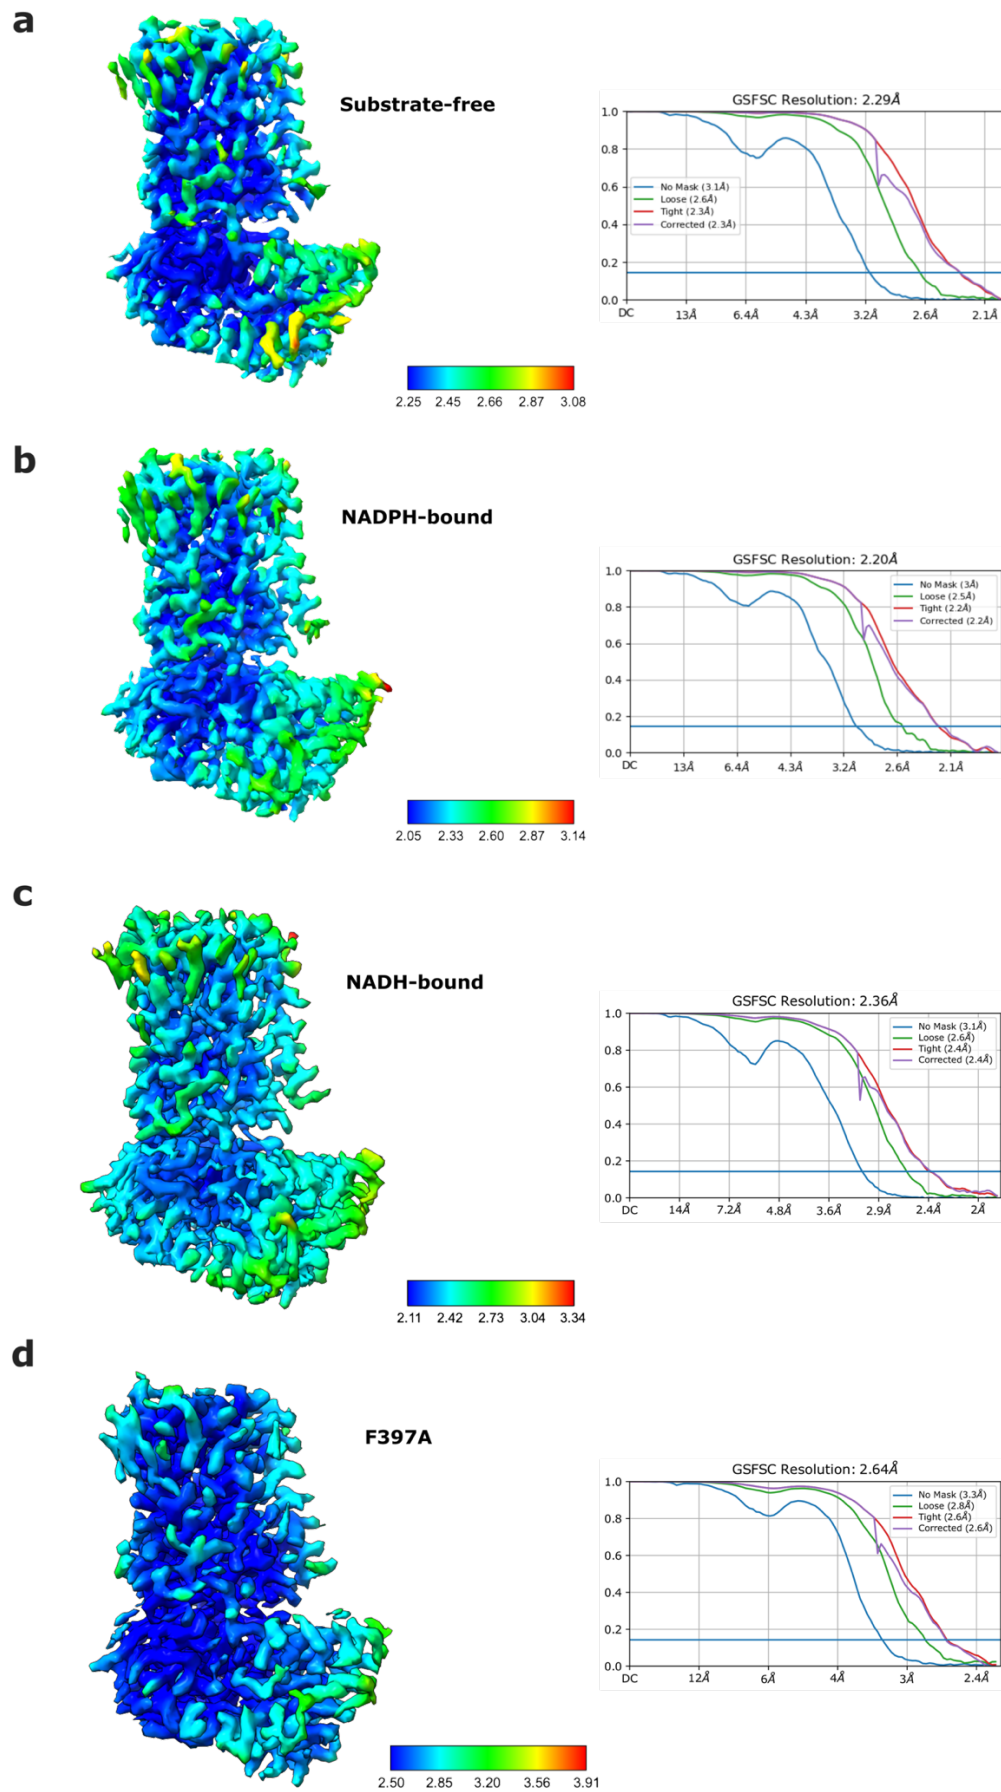 a
Substrate-free
GSFSC Resolution: 2.29Å
1.0
0.8
0.6
0.4
0.2
0.0
No Mask (3.1Å)
Loose (2.6Å)
Tight (2.3Å)
Corrected (2.3Å)
DC 13Å 6.4Å 4.3Å 3.2Å 2.6Å 2.1Å
2.25 2.45 2.66 2.87 3.08
b
NADPH-bound
GSFSC Resolution: 2.20Å
1.0
0.8
0.6
0.4
0.2
0.0
No Mask (3Å)
Loose (2.5Å)
Tight (2.2Å)
Corrected (2.2Å)
DC 13Å 6.4Å 4.3Å 3.2Å 2.6Å 2.1Å
2.05 2.33 2.60 2.87 3.14
c
NADH-bound
GSFSC Resolution: 2.36Å
1.0
0.8
0.6
0.4
0.2
0.0
No Mask (3.1Å)
Loose (2.6Å)
Tight (2.4Å)
Corrected (2.4Å)
DC 14Å 7.2Å 4.8Å 3.6Å 2.9Å 2.4Å 2Å
2.11 2.42 2.73 3.04 3.34
d
F397A
GSFSC Resolution: 2.64Å
1.0
0.8
0.6
0.4
0.2
0.0
No Mask (3.3Å)
Loose (2.8Å)
Tight (2.6Å)
Corrected (2.6Å)
DC 12Å 6Å 4Å 3Å 2.4Å
2.50 2.85 3.20 3.56 3.91